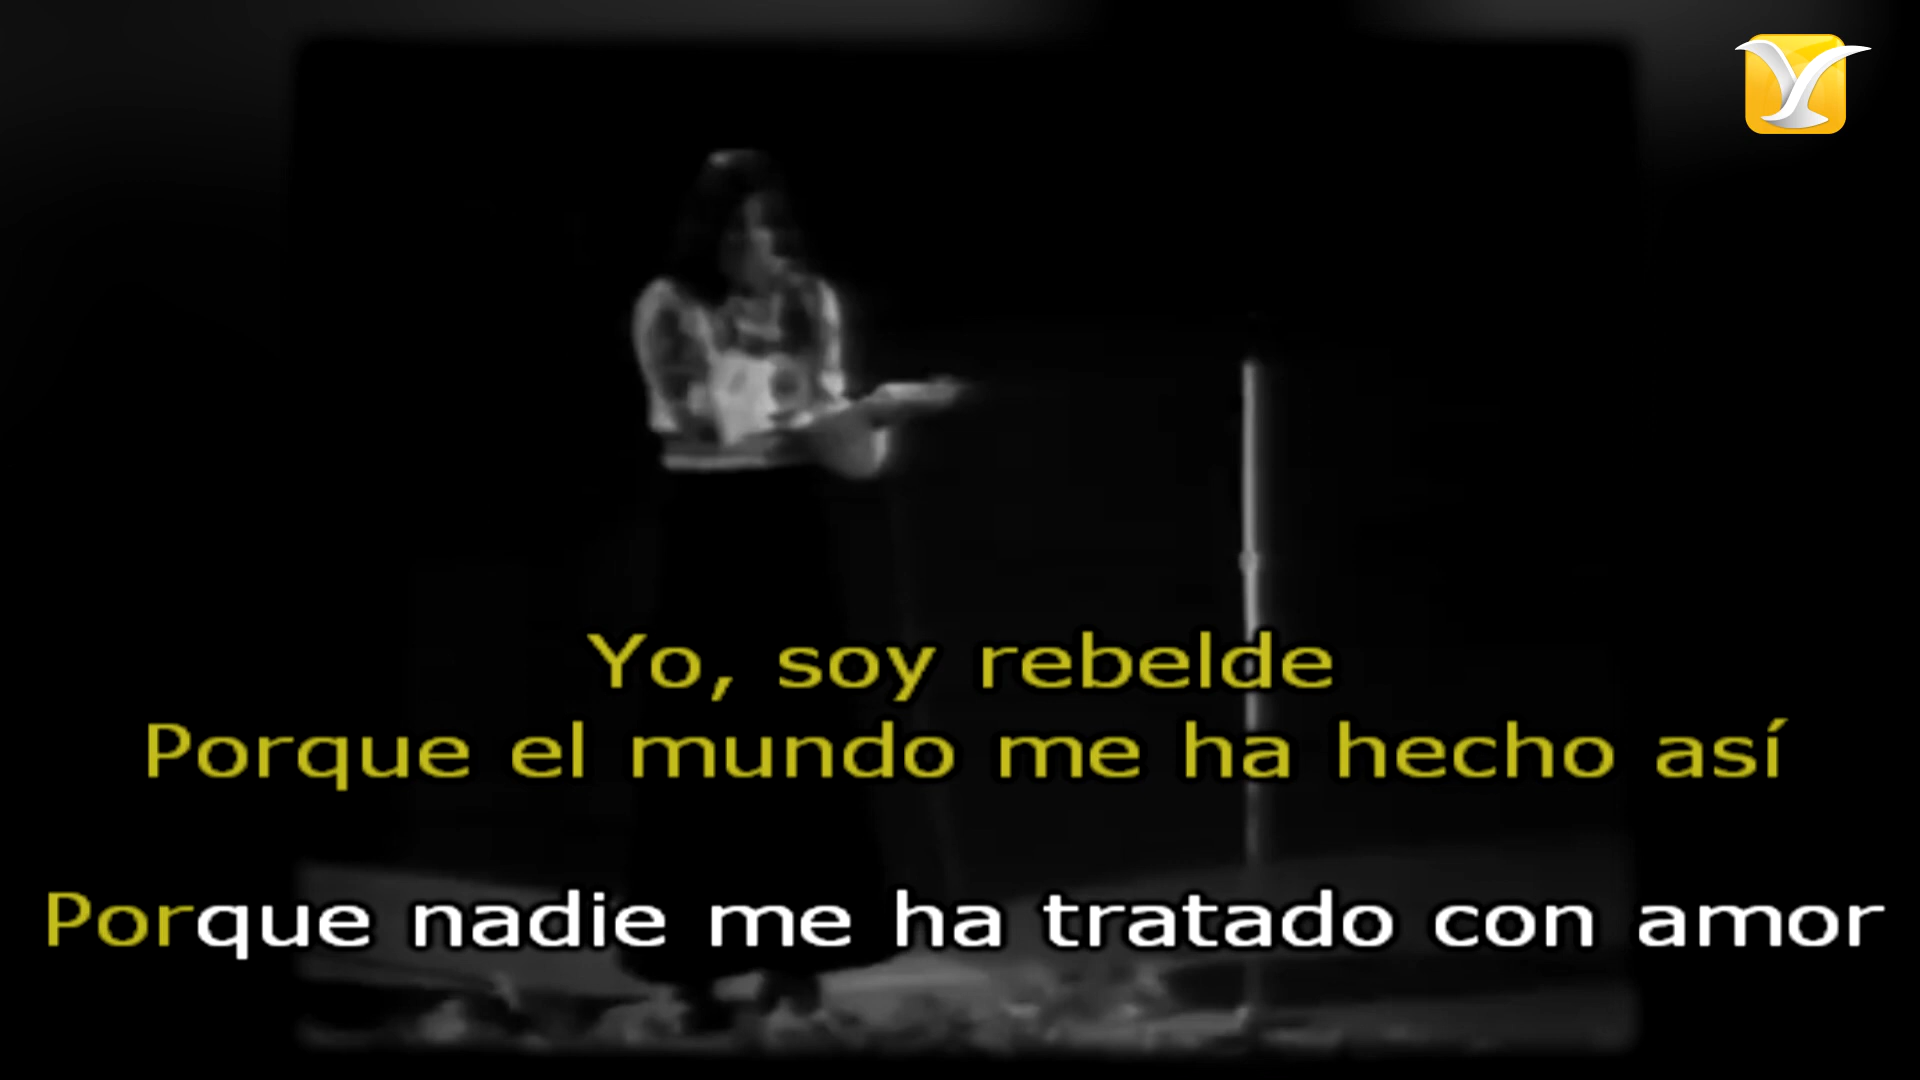 Yo, soy rebelde
Porque el mundo me ha hecho así
Porque nadie me ha tratado con amor